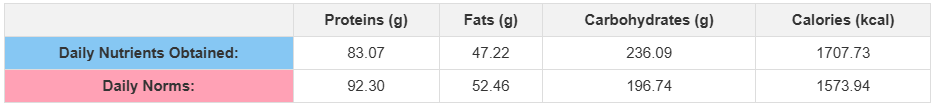 Proteins (g) Fats (g) Carbohydrates (g) Calories (kcal)
Daily Nutrients Obtained: 83.07 47.22 236.09 1707.73
Daily Norms: 92.30 52.46 196.74 1573.94